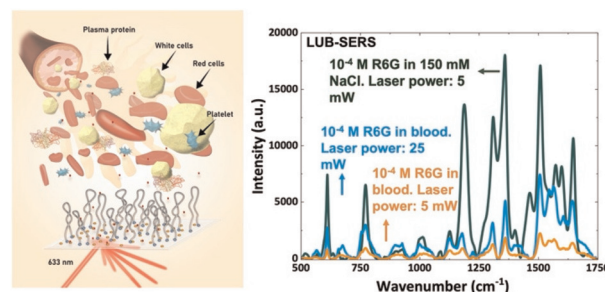 Plasma protein
White cells
Red cells
Platelet
633 nm
LUB-SERS
10⁻⁴ M R6G in 150 mM
NaCl. Laser power: 5
mW
10⁻⁴ M R6G in blood.
Laser power: 25
mW
10⁻⁴ M R6G in
blood. Laser
power: 5 mW
Intensity (a.u.)
20000
15000
10000
5000
0
500 750 1000 1250 1500 1750
Wavenumber (cm⁻¹)